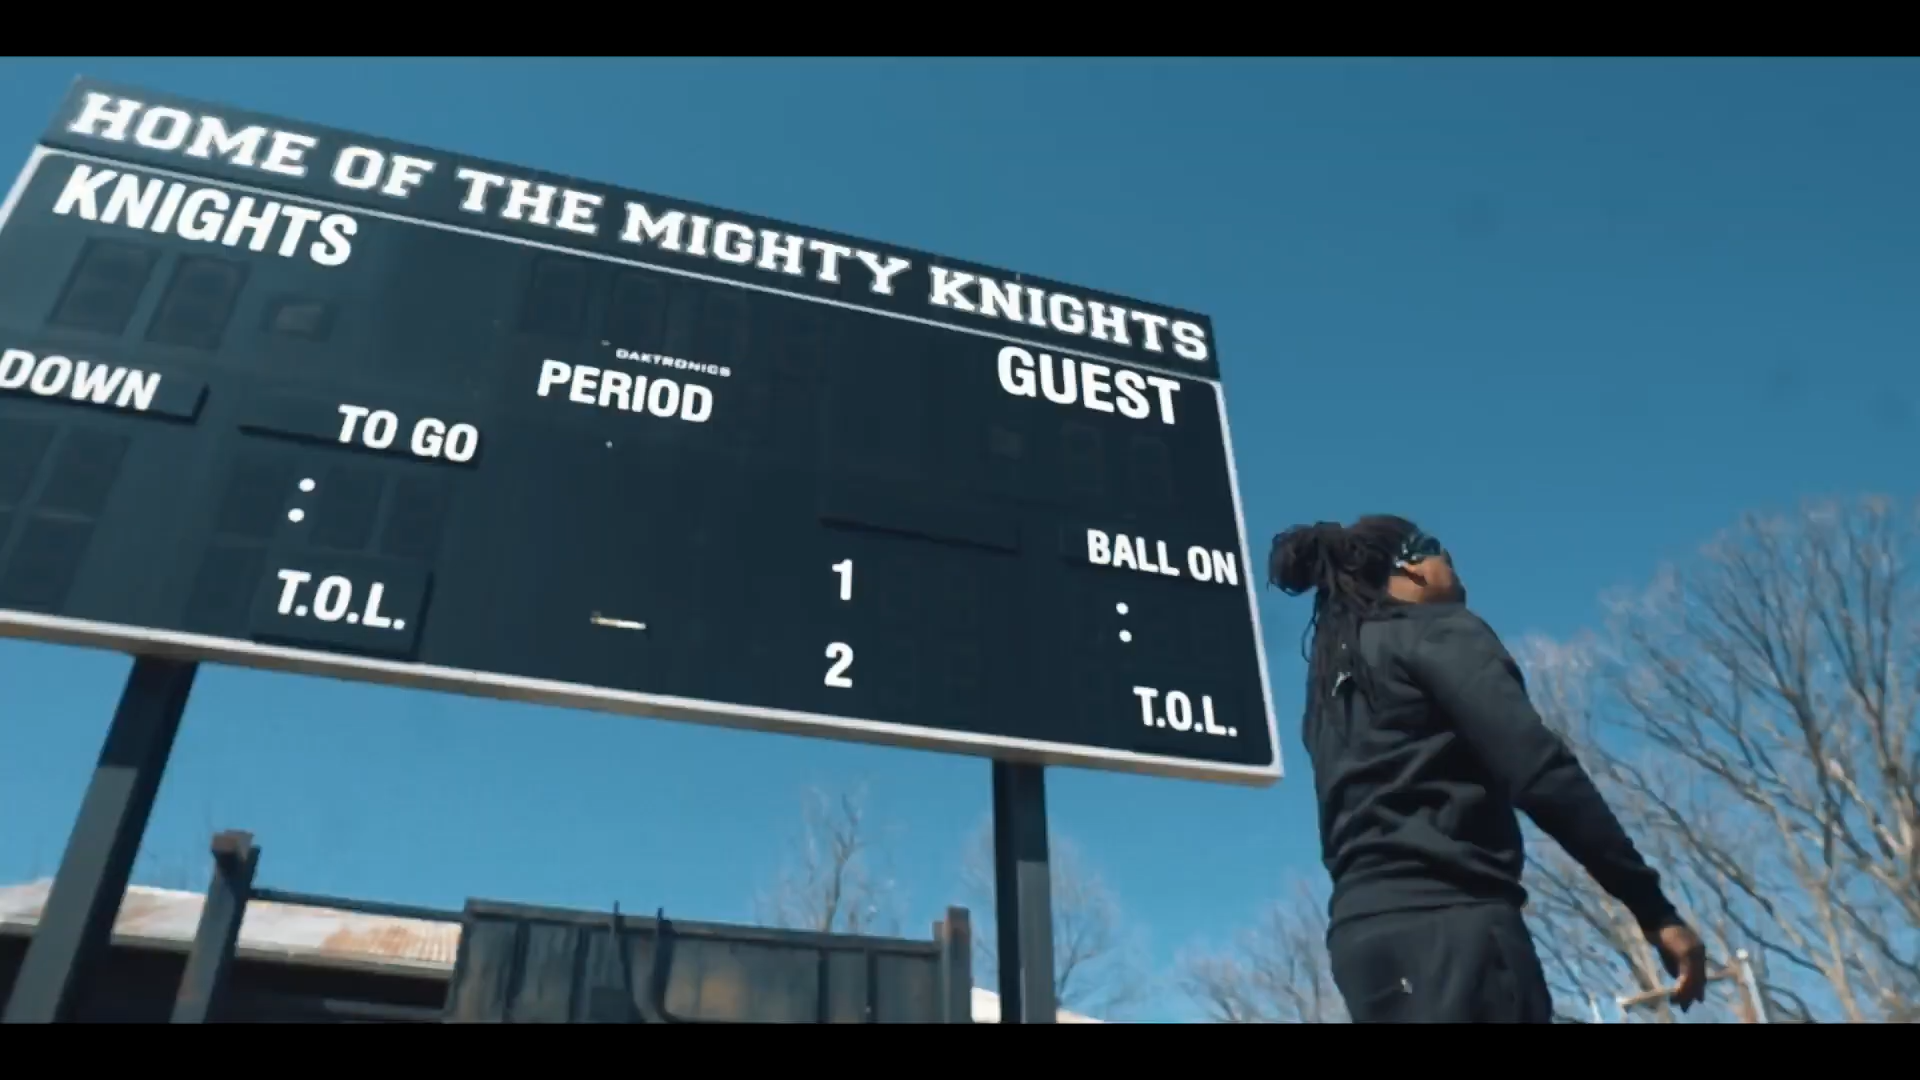 HOME OF THE MIGHTY KNIGHTS
KNIGHTS
GUEST
DAKTRONICS
PERIOD
DOWN
TO GO
BALL ON
:
:
1
2
T.O.L.
T.O.L.